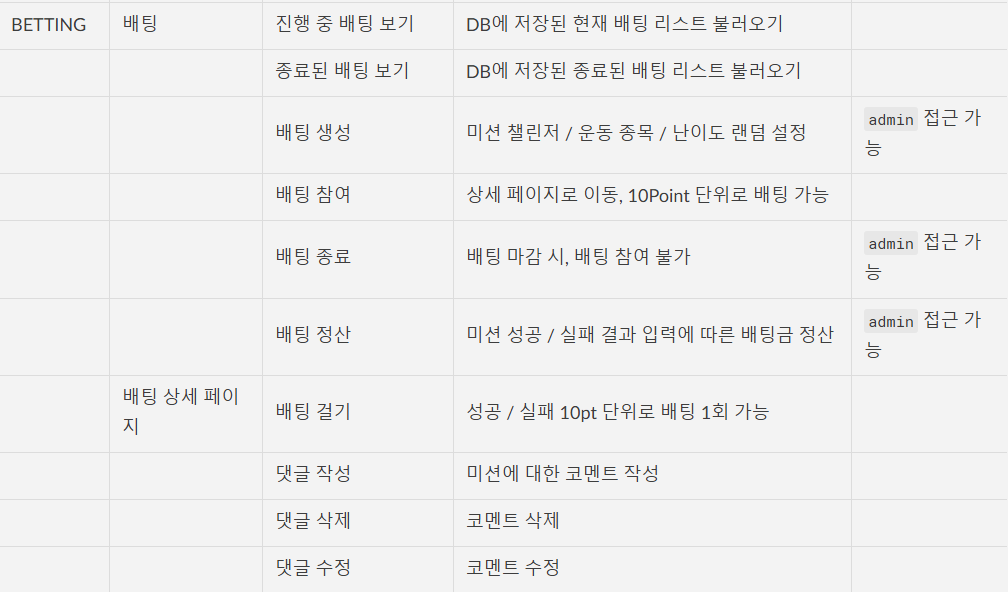 BETTING 배팅 진행 중 배팅 보기 DB에 저장된 현재 배팅 리스트 불러오기
종료된 배팅 보기 DB에 저장된 종료된 배팅 리스트 불러오기
배팅 생성 미션 챌린저 / 운동 종목 / 난이도 랜덤 설정 admin 접근 가
능
배팅 참여 상세 페이지로 이동, 10Point 단위로 배팅 가능
배팅 종료 배팅 마감 시, 배팅 참여 불가 admin 접근 가
능
배팅 정산 미션 성공 / 실패 결과 입력에 따른 배팅금 정산 admin 접근 가
능
배팅 상세 페이
지 배팅 걸기 성공 / 실패 10pt 단위로 배팅 1회 가능
댓글 작성 미션에 대한 코멘트 작성
댓글 삭제 코멘트 삭제
댓글 수정 코멘트 수정